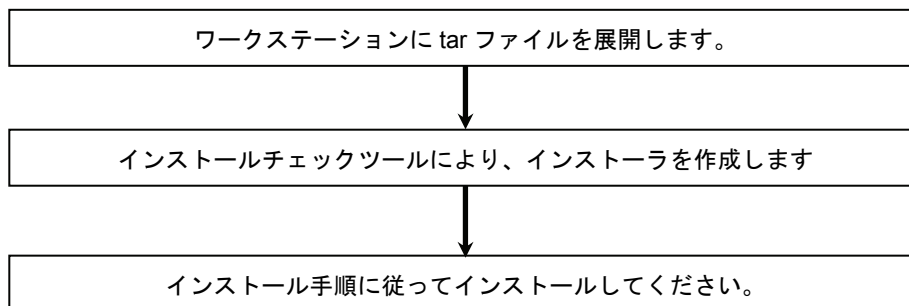 ワークステーションに tar ファイルを展開します。
インストールチェックツールにより、インストーラを作成します
インストール手順に従ってインストールしてください。